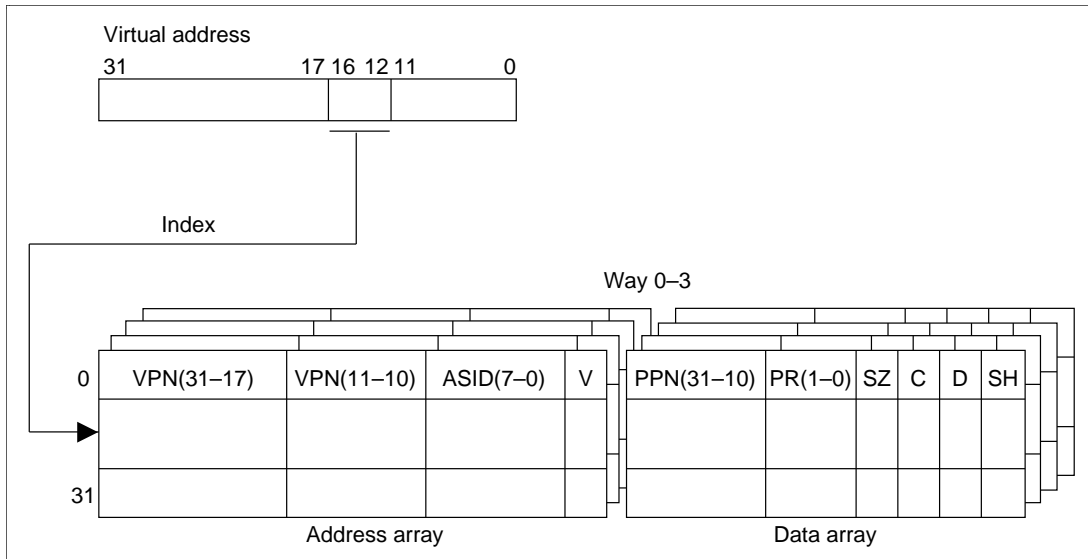 Virtual address
31 17 16 12 11 0
Index
Way 0–3
0 VPN(31–17) VPN(11–10) ASID(7–0) V PPN(31–10) PR(1–0) SZ C D SH
31
Address array Data array